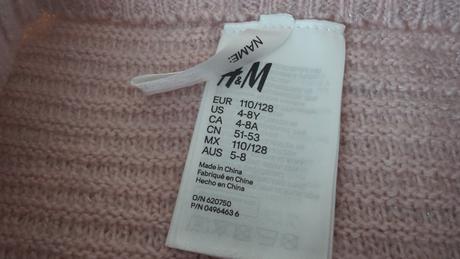 NAME:
H&M
EUR 110/128
US 4-8Y
CA 4-8A
CN 51-53
MX 110/128
AUS 5-8
Made in China
Fabriqué en Chine
Hecho en China
O/N 620750
P/N 0496463 6